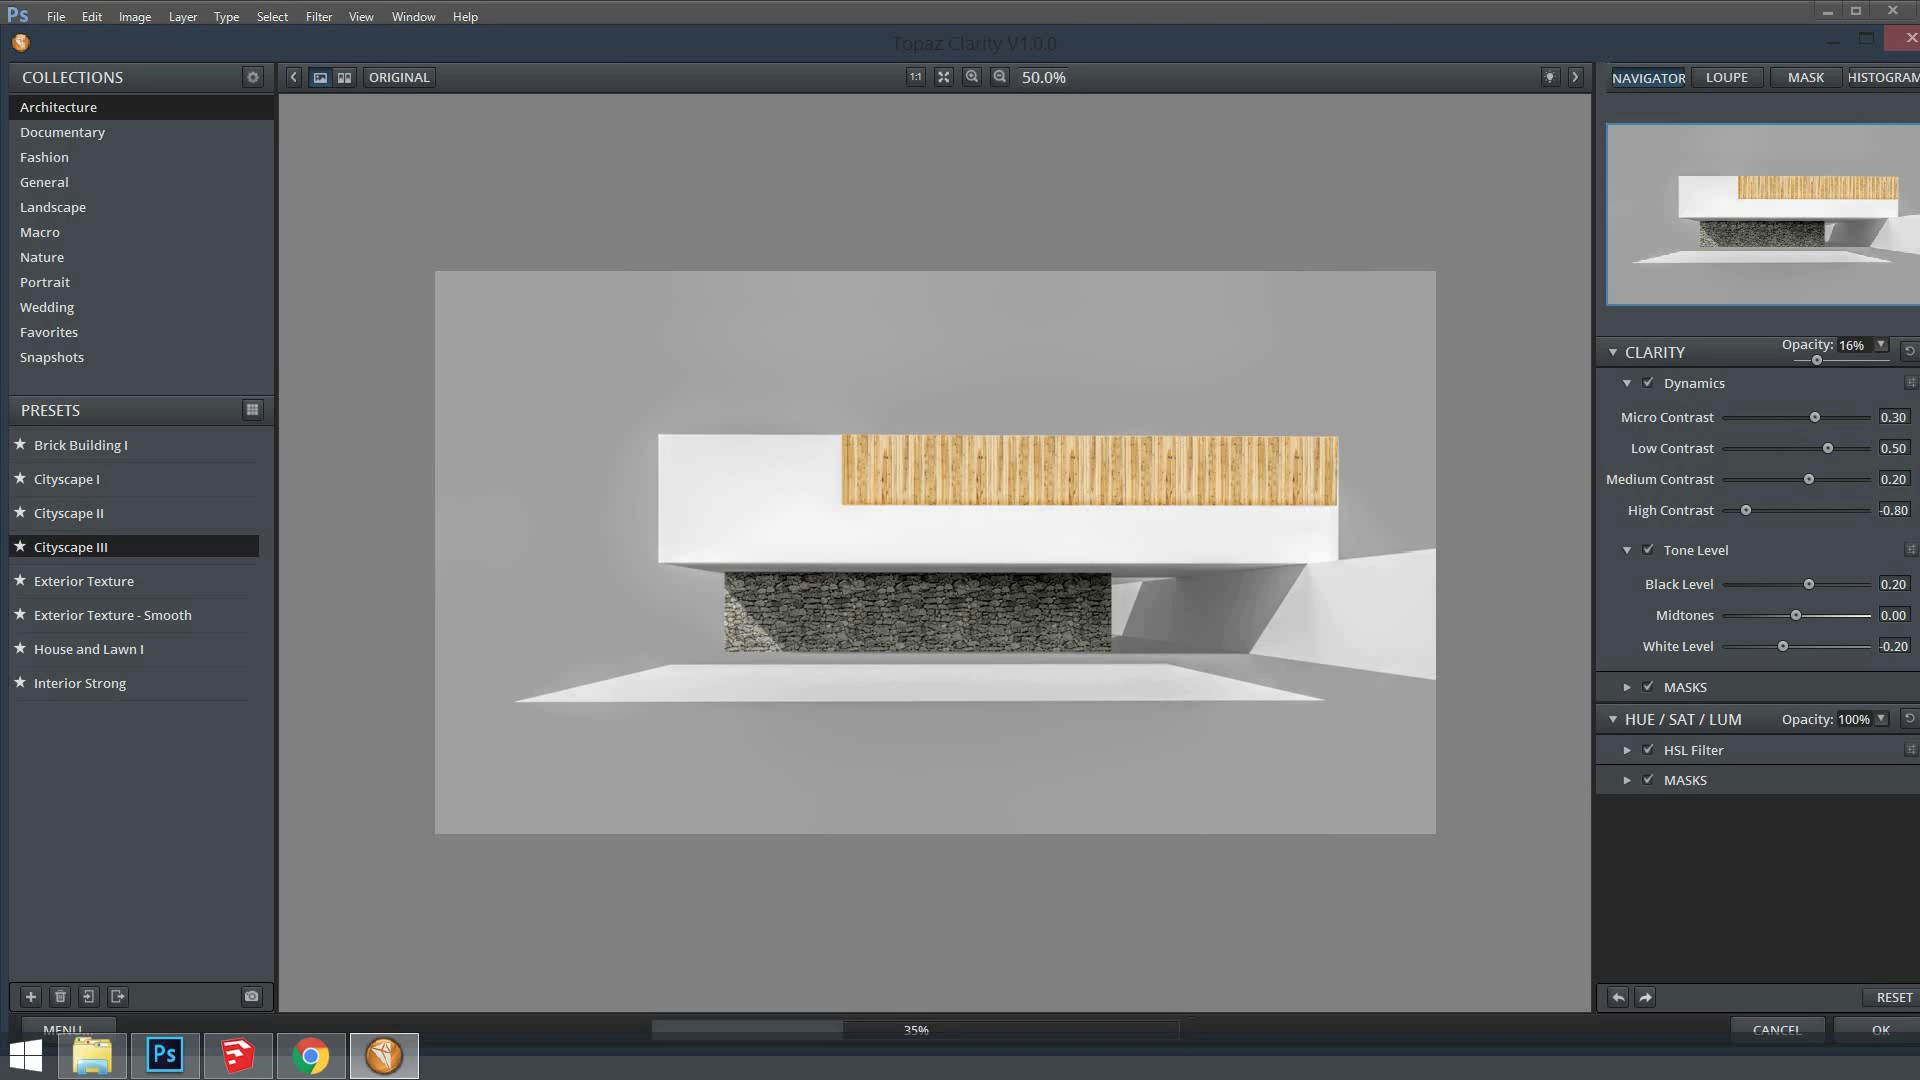 Ps File Edit Image Layer Type Select Filter View Window Help
Topaz Clarity V1.0.0
COLLECTIONS
ORIGINAL
1:1
50.0%
NAVIGATOR LOUPE MASK HISTOGRAM
Architecture
Documentary
Fashion
General
Landscape
Macro
Nature
Portrait
Wedding
Favorites
Snapshots
PRESETS
Brick Building I
Cityscape I
Cityscape II
Cityscape III
Exterior Texture
Exterior Texture - Smooth
House and Lawn I
Interior Strong
CLARITY Opacity: 16%
Dynamics
Micro Contrast 0.30
Low Contrast 0.50
Medium Contrast 0.20
High Contrast -0.80
Tone Level
Black Level 0.20
Midtones 0.00
White Level -0.20
MASKS
HUE / SAT / LUM Opacity: 100%
HSL Filter
MASKS
RESET
MENU...
35%
CANCEL OK
Ps